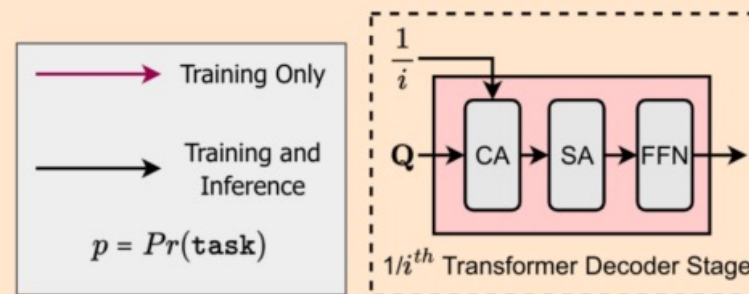 Training Only
Training and
Inference
p = Pr(task)
1/i
Q
CA
SA
FFN
1/i^{th} Transformer Decoder Stage